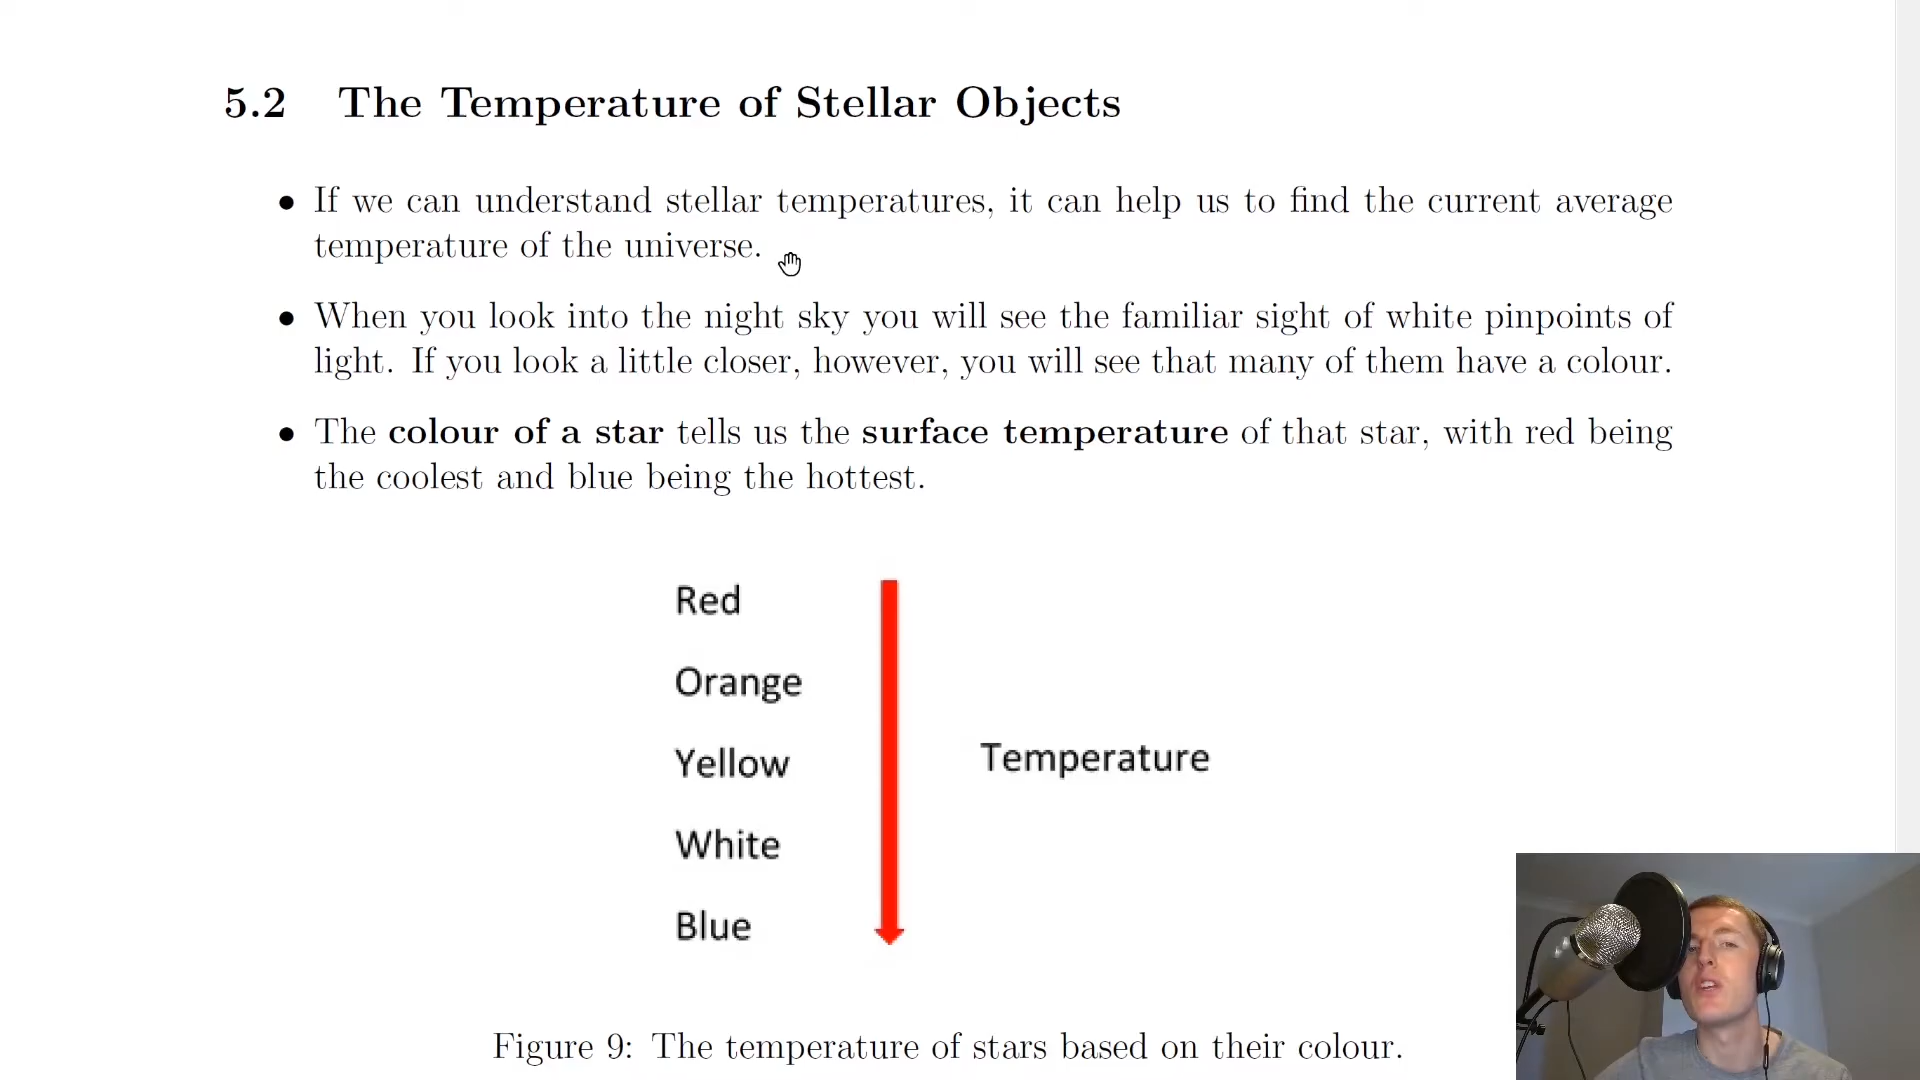 5.2 The Temperature of Stellar Objects
• If we can understand stellar temperatures, it can help us to find the current average
temperature of the universe.
• When you look into the night sky you will see the familiar sight of white pinpoints of
light. If you look a little closer, however, you will see that many of them have a colour.
• The colour of a star tells us the surface temperature of that star, with red being
the coolest and blue being the hottest.
Red
Orange
Yellow
Temperature
White
Blue
Figure 9: The temperature of stars based on their colour.